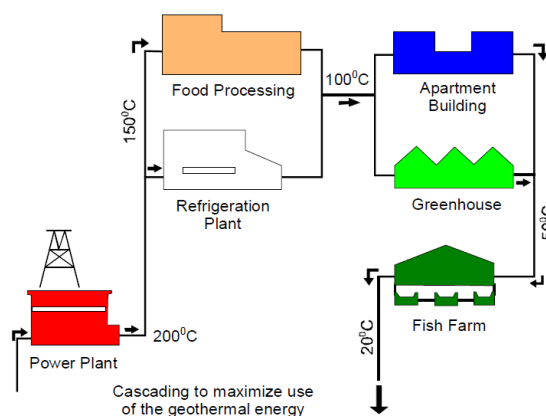 Food Processing
100⁰C
Apartment
Building
150⁰C
Refrigeration
Plant
Greenhouse
50⁰C
200⁰C
Power Plant
20⁰C
Fish Farm
Cascading to maximize use
of the geothermal energy